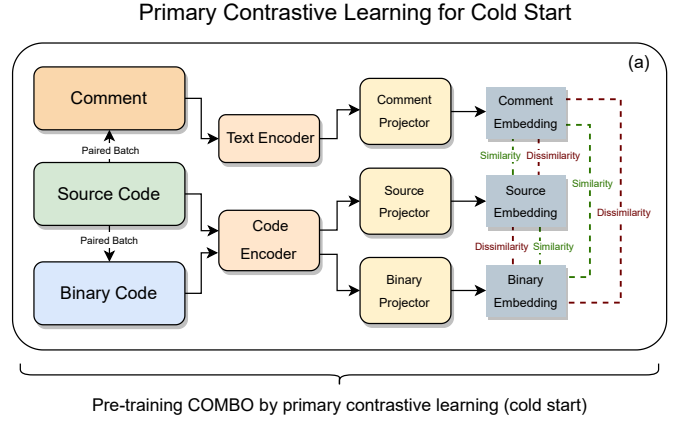 Primary Contrastive Learning for Cold Start
(a)
Comment
Paired Batch
Source Code
Paired Batch
Binary Code
Text Encoder
Code
Encoder
Comment
Projector
Source
Projector
Binary
Projector
Comment
Embedding
Similarity
Dissimilarity
Source
Embedding
Dissimilarity
Similarity
Binary
Embedding
Similarity
Dissimilarity
Pre-training COMBO by primary contrastive learning (cold start)